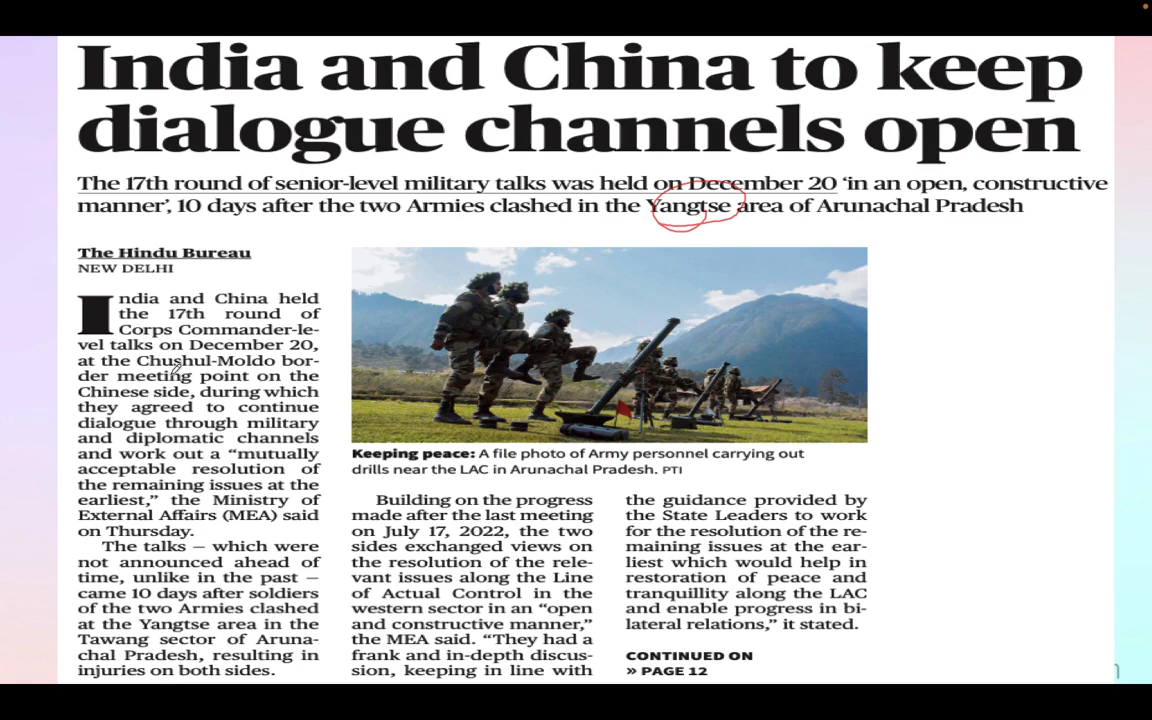 India and China to keep
dialogue channels open
The 17th round of senior-level military talks was held on December 20 ‘in an open, constructive
manner’, 10 days after the two Armies clashed in the Yangtse area of Arunachal Pradesh
The Hindu Bureau
NEW DELHI
India and China held
the 17th round of
Corps Commander-le-
vel talks on December 20,
at the Chushul-Moldo bor-
der meeting point on the
Chinese side, during which
they agreed to continue
dialogue through military
and diplomatic channels
and work out a “mutually
acceptable resolution of
the remaining issues at the
earliest,” the Ministry of
External Affairs (MEA) said
on Thursday.
The talks — which were
not announced ahead of
time, unlike in the past —
came 10 days after soldiers
of the two Armies clashed
at the Yangtse area in the
Tawang sector of Aruna-
chal Pradesh, resulting in
injuries on both sides.
Keeping peace: A file photo of Army personnel carrying out
drills near the LAC in Arunachal Pradesh. PTI
Building on the progress
made after the last meeting
on July 17, 2022, the two
sides exchanged views on
the resolution of the rele-
vant issues along the Line
of Actual Control in the
western sector in an “open
and constructive manner,”
the MEA said. “They had a
frank and in-depth discus-
sion, keeping in line with
the guidance provided by
the State Leaders to work
for the resolution of the re-
maining issues at the ear-
liest which would help in
restoration of peace and
tranquillity along the LAC
and enable progress in bi-
lateral relations,” it stated.
CONTINUED ON
» PAGE 12